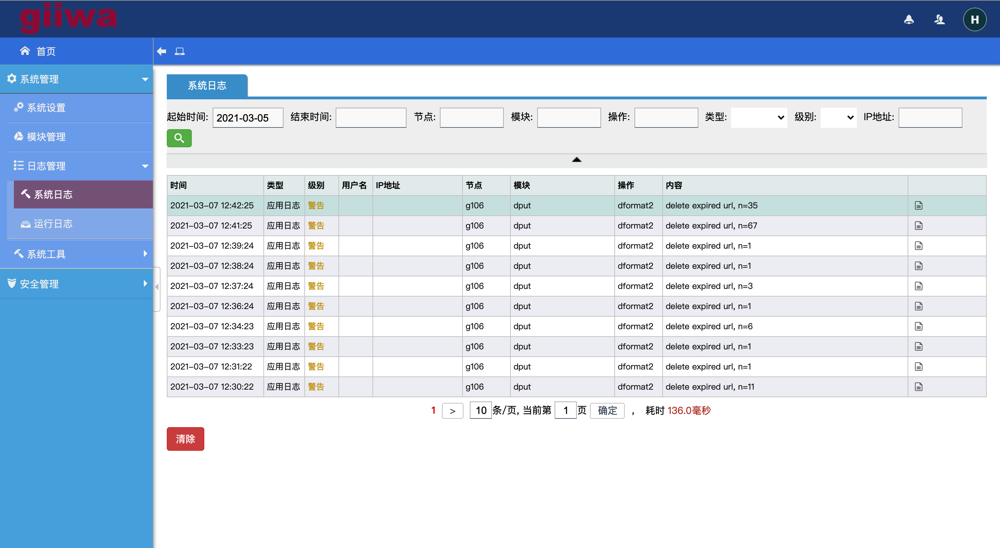 giiwa
H
首页
系统管理
系统设置
模块管理
日志管理
系统日志
运行日志
系统工具
安全管理
系统日志
起始时间: 2021-03-05 结束时间: 节点: 模块: 操作: 类型: 级别: IP地址:
时间 类型 级别 用户名 IP地址 节点 模块 操作 内容
2021-03-07 12:42:25 应用日志 警告 g106 dput dformat2 delete expired url, n=35
2021-03-07 12:41:25 应用日志 警告 g106 dput dformat2 delete expired url, n=67
2021-03-07 12:39:24 应用日志 警告 g106 dput dformat2 delete expired url, n=1
2021-03-07 12:38:24 应用日志 警告 g106 dput dformat2 delete expired url, n=1
2021-03-07 12:37:24 应用日志 警告 g106 dput dformat2 delete expired url, n=3
2021-03-07 12:36:24 应用日志 警告 g106 dput dformat2 delete expired url, n=1
2021-03-07 12:34:23 应用日志 警告 g106 dput dformat2 delete expired url, n=6
2021-03-07 12:33:23 应用日志 警告 g106 dput dformat2 delete expired url, n=1
2021-03-07 12:31:22 应用日志 警告 g106 dput dformat2 delete expired url, n=1
2021-03-07 12:30:22 应用日志 警告 g106 dput dformat2 delete expired url, n=11
1 > 10 条/页, 当前第 1 页 确定 , 耗时 136.0毫秒
清除